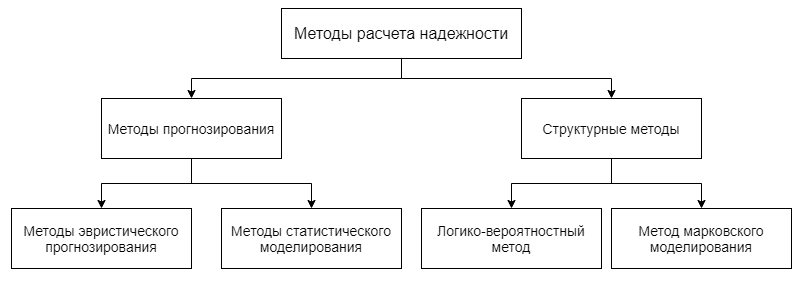 Методы расчета надежности
Методы прогнозирования
Структурные методы
Методы эвристического
прогнозирования
Методы статистического
моделирования
Логико-вероятностный
метод
Метод марковского
моделирования